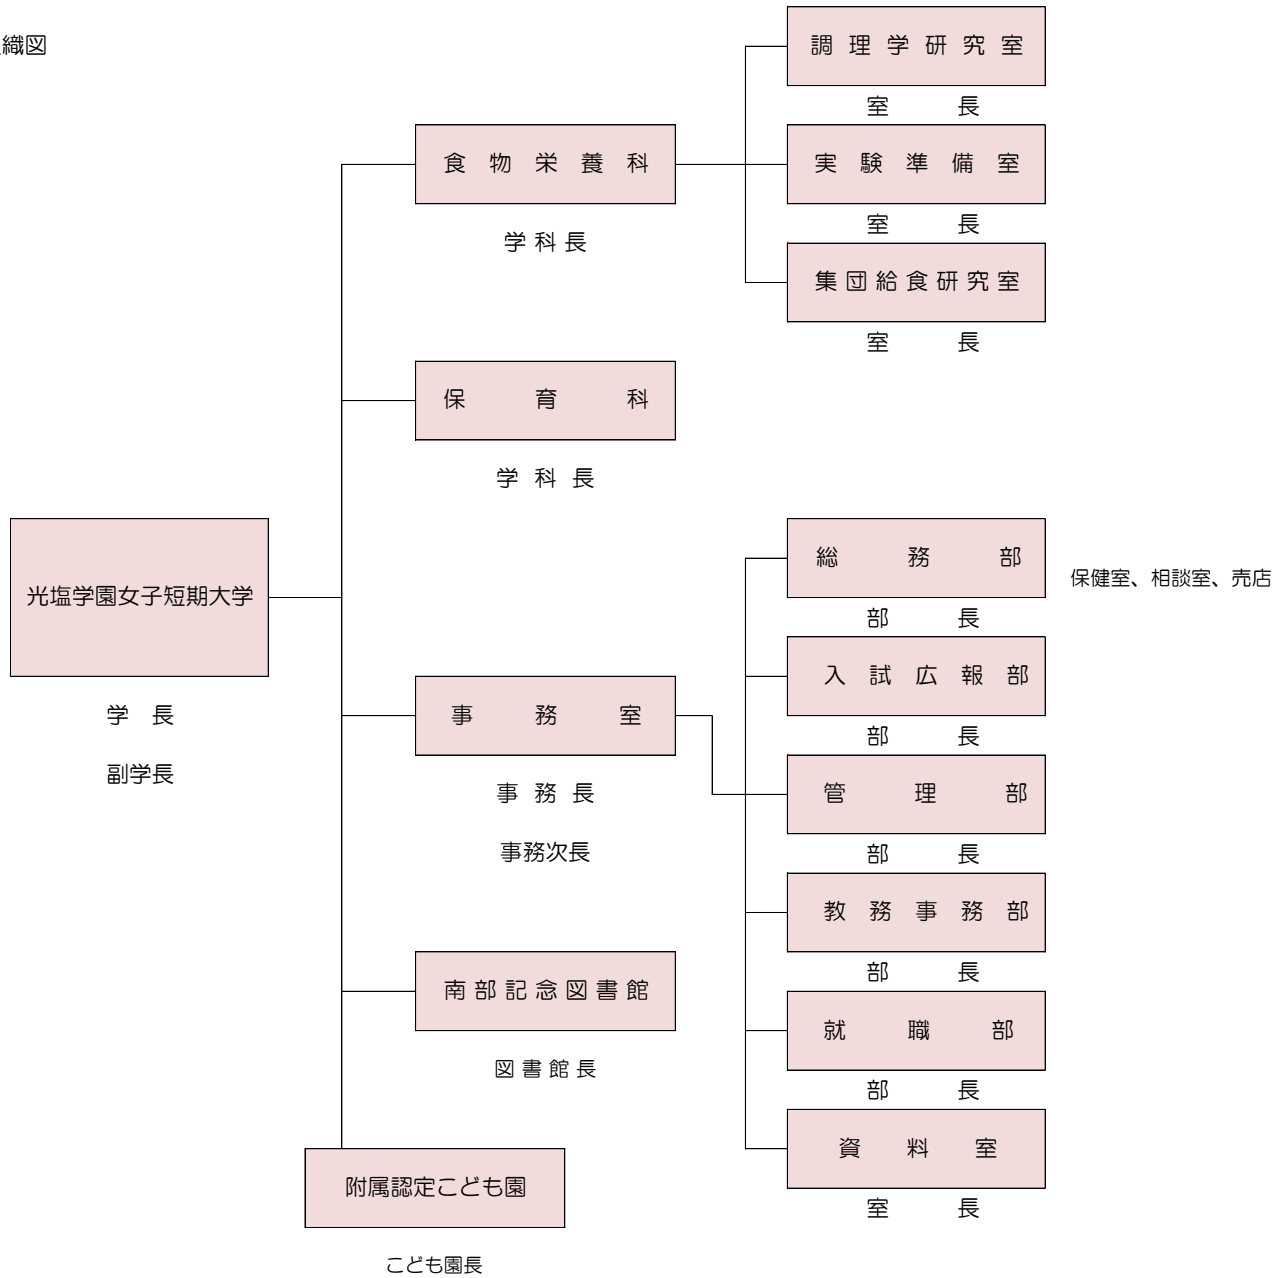 織図
調理学研究室
室長
食物栄養科
学科長
実験準備室
室長
集団給食研究室
室長
保育科
学科長
光塩学園女子短期大学
学長
副学長
事務室
事務長
事務次長
総務部
部長
保健室、相談室、売店
入試広報部
部長
管理部
部長
教務事務部
部長
就職部
部長
資料室
室長
南部記念図書館
図書館長
附属認定こども園
こども園長